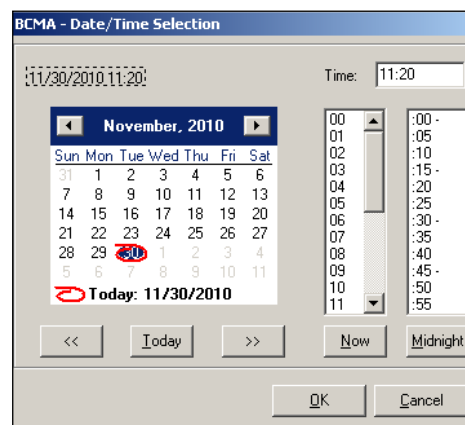 BCMA - Date/Time Selection
11/30/2010 11:20
Time: 11:20
November, 2010
Sun Mon Tue Wed Thu Fri Sat
31 1 2 3 4 5 6
7 8 9 10 11 12 13
14 15 16 17 18 19 20
21 22 23 24 25 26 27
28 29 30 1 2 3 4
5 6 7 8 9 10 11
Today: 11/30/2010
00
01
02
03
04
05
06
07
08
09
10
11
:00 -
:05
:10
:15 -
:20
:25
:30 -
:35
:40
:45 -
:50
:55
<< Today >> Now Midnight
OK Cancel